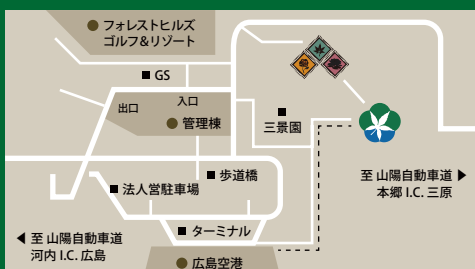 フォレストヒルズ
ゴルフ&リゾート
GS
出口
入口
管理棟
三景園
歩道橋
法人営駐車場
至 山陽自動車道 ▶
本郷 I.C. 三原
ターミナル
◀ 至 山陽自動車道
河内 I.C. 広島
広島空港